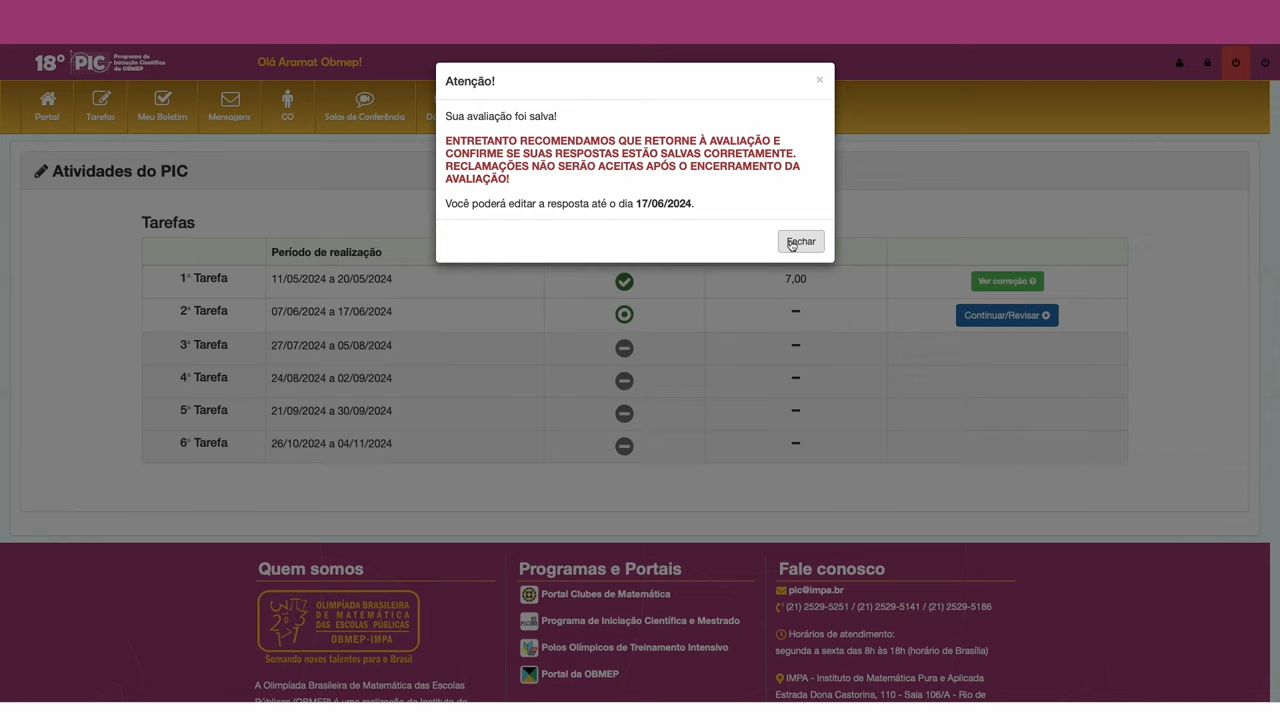 18º PIC Programa de Iniciação Científica da OBMEP
Olá Aramat Obmep!
Portal
Tarefas
Meu Boletim
Mensagens
CO
Salas de Conferência
Atenção!
×
Sua avaliação foi salva!
ENTRETANTO RECOMENDAMOS QUE RETORNE À AVALIAÇÃO E
CONFIRME SE SUAS RESPOSTAS ESTÃO SALVAS CORRETAMENTE.
RECLAMAÇÕES NÃO SERÃO ACEITAS APÓS O ENCERRAMENTO DA
AVALIAÇÃO!
Você poderá editar a resposta até o dia 17/06/2024.
Fechar
Atividades do PIC
Tarefas
Período de realização
1ª Tarefa 11/05/2024 a 20/05/2024 7,00 Ver correção
2ª Tarefa 07/06/2024 a 17/06/2024 – Continuar/Revisar
3ª Tarefa 27/07/2024 a 05/08/2024 –
4ª Tarefa 24/08/2024 a 02/09/2024 –
5ª Tarefa 21/09/2024 a 30/09/2024 –
6ª Tarefa 26/10/2024 a 04/11/2024 –
Quem somos
OLIMPÍADA BRASILEIRA
DE MATEMÁTICA
DAS ESCOLAS PÚBLICAS
OBMEP-IMPA
Somando novos talentos para o Brasil
A Olimpíada Brasileira de Matemática das Escolas
Públicas (OBMEP) é uma realização do Instituto de
Programas e Portais
Portal Clubes de Matemática
Programa de Iniciação Científica e Mestrado
Polos Olímpicos de Treinamento Intensivo
Portal da OBMEP
Fale conosco
pic@impa.br
(21) 2529-5251 / (21) 2529-5141 / (21) 2529-5186
Horários de atendimento:
segunda a sexta das 8h às 18h (horário de Brasília)
IMPA - Instituto de Matemática Pura e Aplicada
Estrada Dona Castorina, 110 - Sala 106/A - Rio de